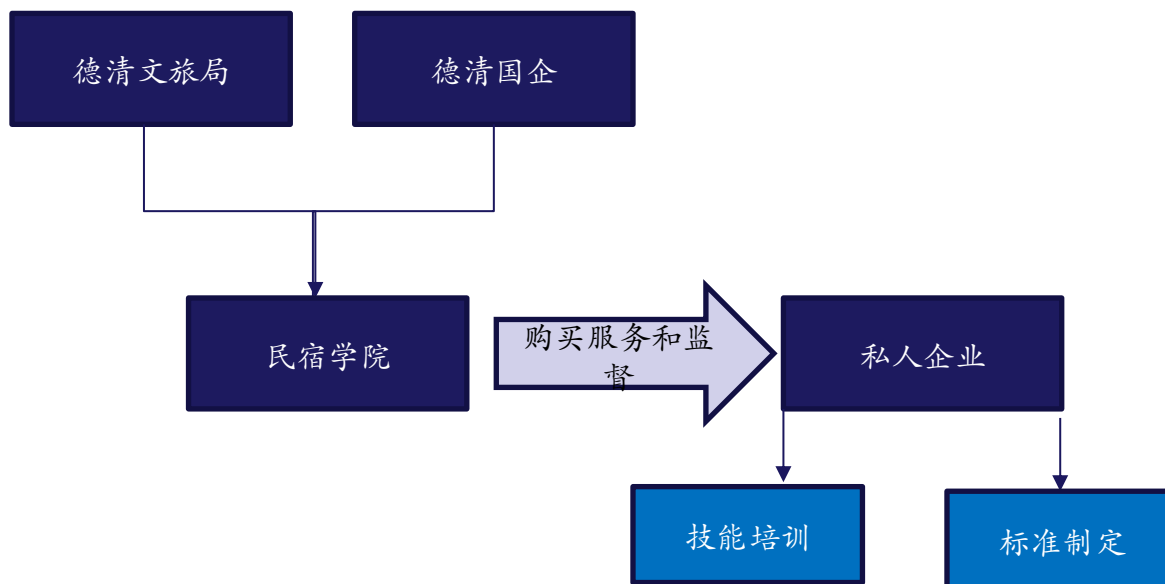 德清文旅局
德清国企
民宿学院
购买服务和监
督
私人企业
技能培训
标准制定